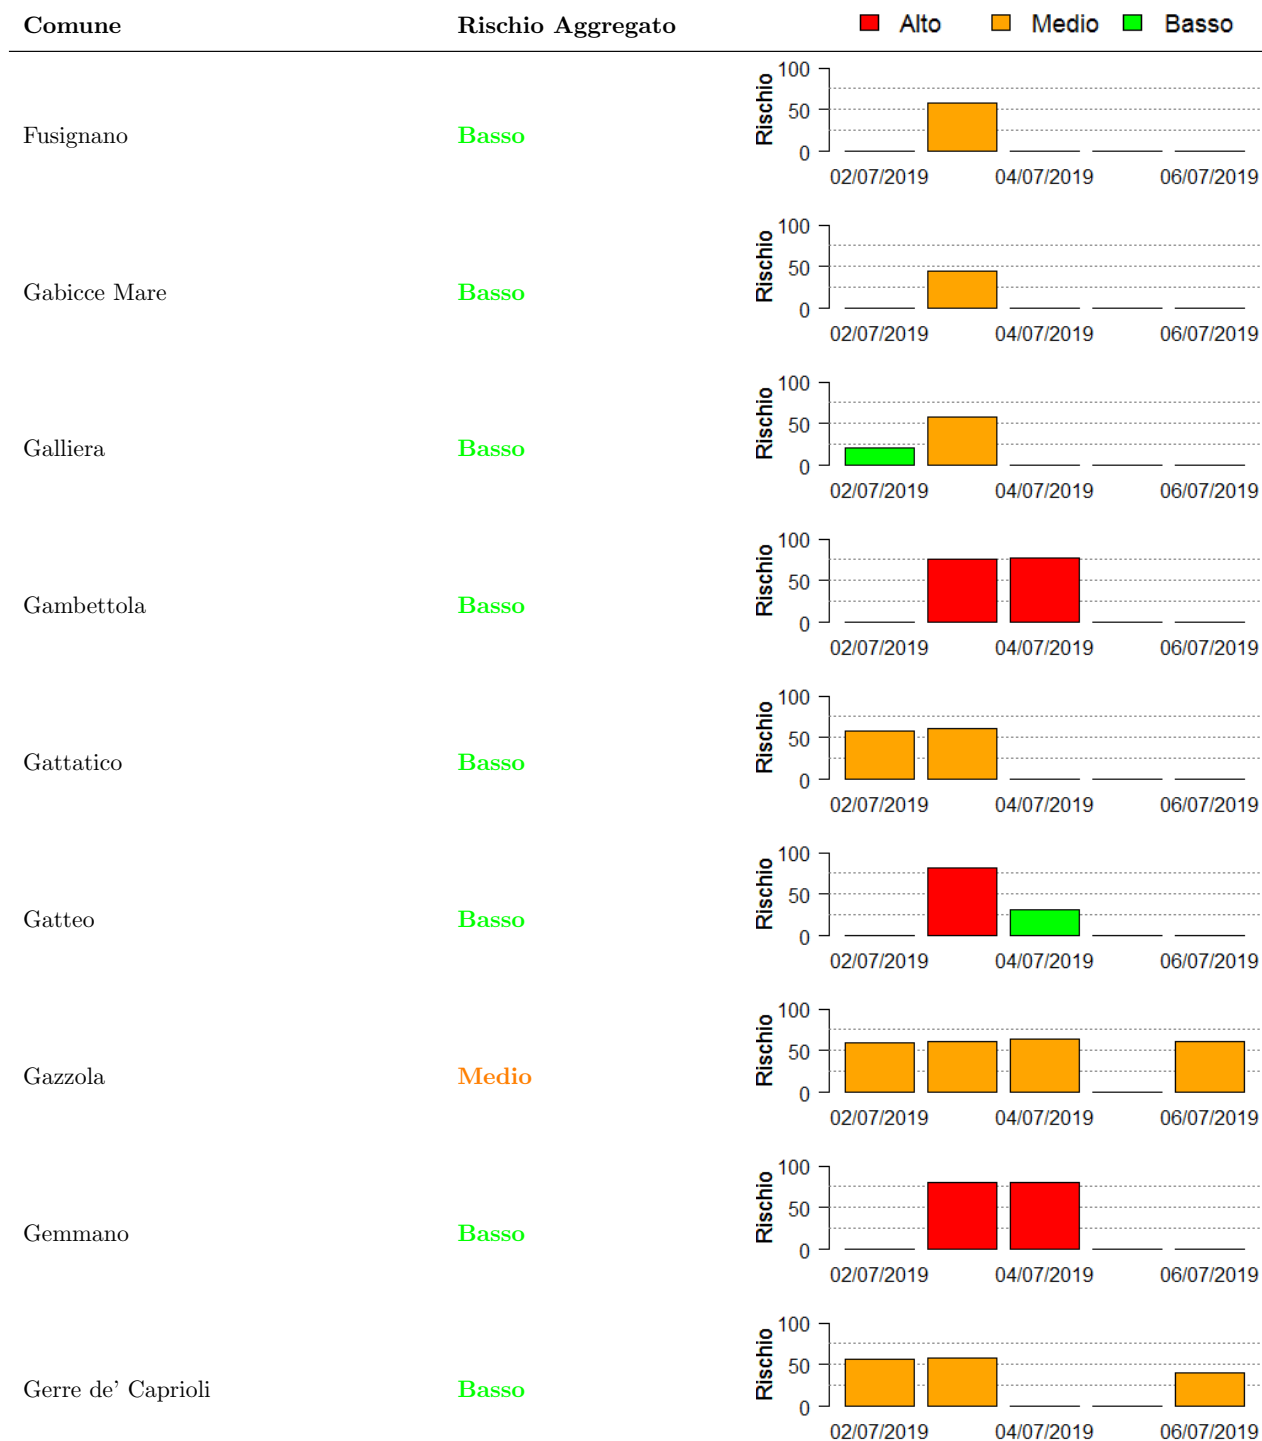 Comune Rischio Aggregato Alto Medio Basso
Fusignano Basso
Rischio
100
50
0
02/07/2019 04/07/2019 06/07/2019
Gabicce Mare Basso
Rischio
100
50
0
02/07/2019 04/07/2019 06/07/2019
Galliera Basso
Rischio
100
50
0
02/07/2019 04/07/2019 06/07/2019
Gambettola Basso
Rischio
100
50
0
02/07/2019 04/07/2019 06/07/2019
Gattatico Basso
Rischio
100
50
0
02/07/2019 04/07/2019 06/07/2019
Gatteo Basso
Rischio
100
50
0
02/07/2019 04/07/2019 06/07/2019
Gazzola Medio
Rischio
100
50
0
02/07/2019 04/07/2019 06/07/2019
Gemmano Basso
Rischio
100
50
0
02/07/2019 04/07/2019 06/07/2019
Gerre de' Caprioli Basso
Rischio
100
50
0
02/07/2019 04/07/2019 06/07/2019